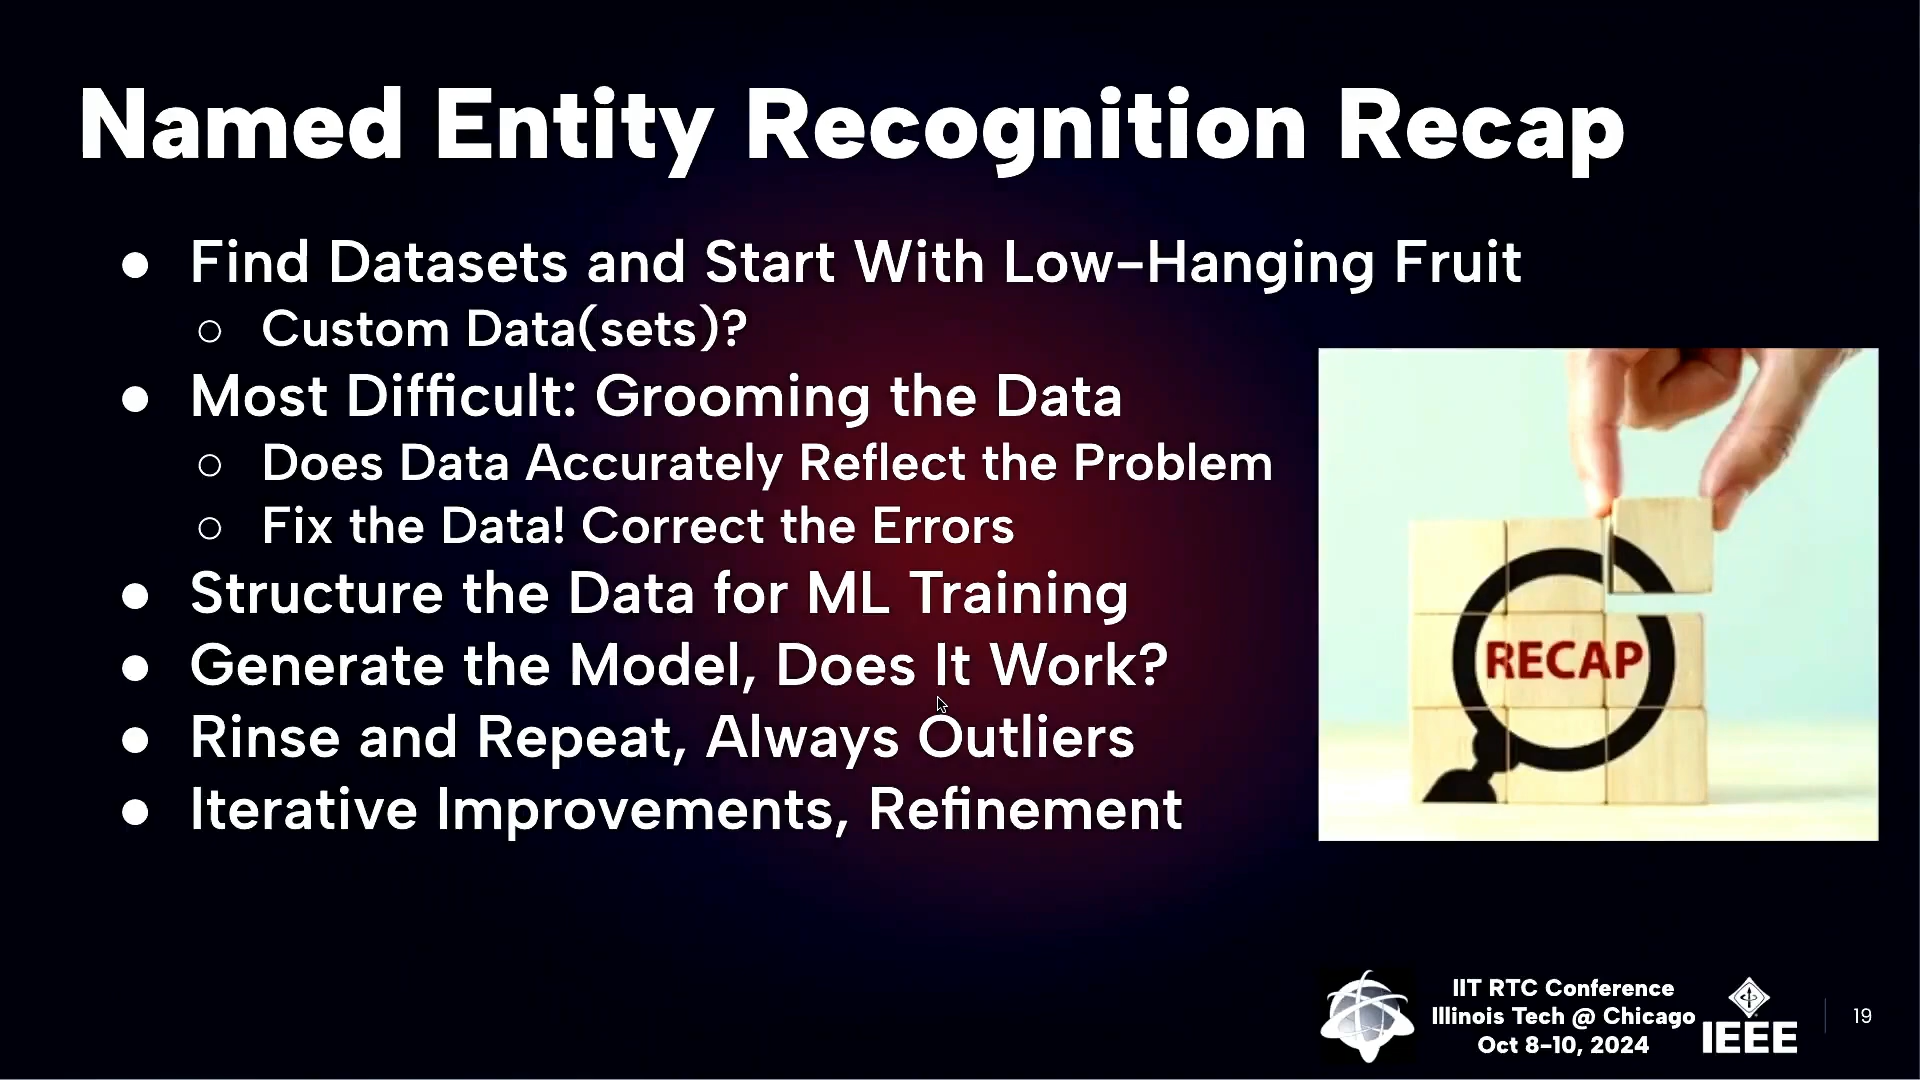 Named Entity Recognition Recap
● Find Datasets and Start With Low-Hanging Fruit
○ Custom Data(sets)?
● Most Difficult: Grooming the Data
○ Does Data Accurately Reflect the Problem
○ Fix the Data! Correct the Errors
● Structure the Data for ML Training
● Generate the Model, Does It Work?
● Rinse and Repeat, Always Outliers
● Iterative Improvements, Refinement
RECAP
IIT RTC Conference
Illinois Tech @ Chicago
Oct 8-10, 2024
IEEE
19